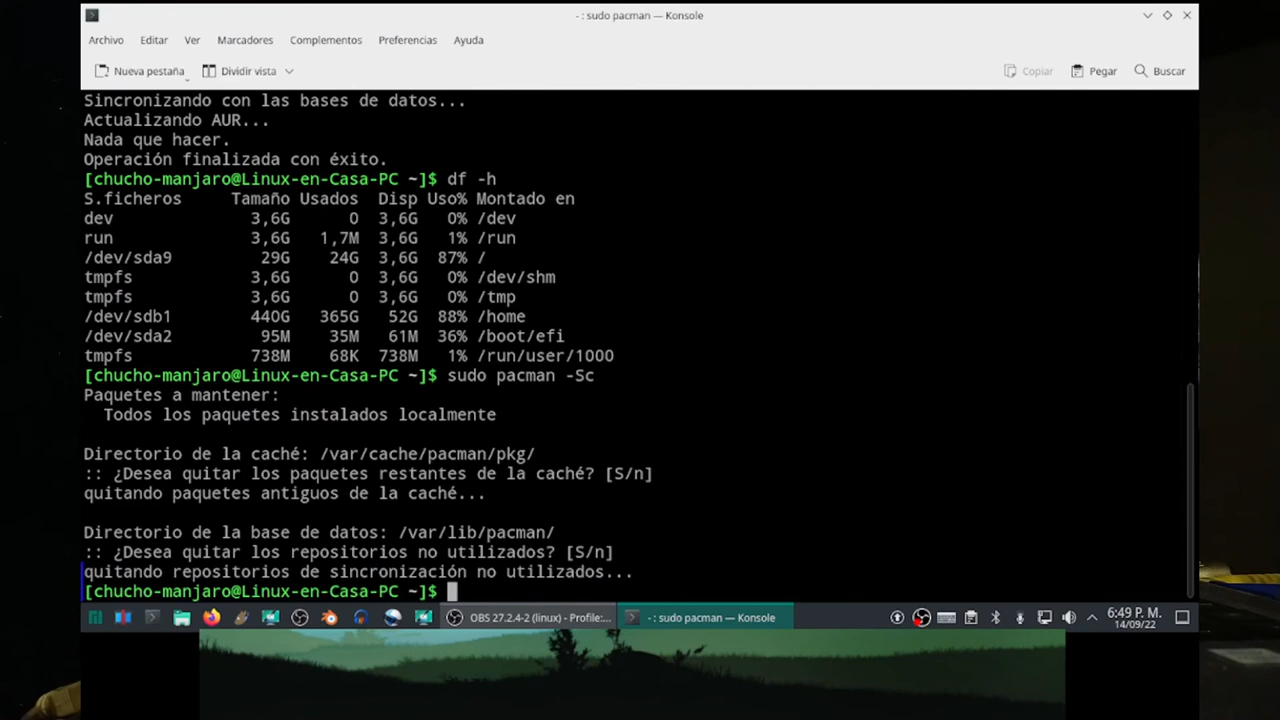 - : sudo pacman — Konsole
Archivo Editar Ver Marcadores Complementos Preferencias Ayuda
Nueva pestaña Dividir vista Copiar Pegar Buscar
Sincronizando con las bases de datos...
Actualizando AUR...
Nada que hacer.
Operación finalizada con éxito.
[chucho-manjaro@Linux-en-Casa-PC ~]$ df -h
S.ficheros Tamaño Usados Disp Uso% Montado en
dev 3,6G 0 3,6G 0% /dev
run 3,6G 1,7M 3,6G 1% /run
/dev/sda9 29G 24G 3,6G 87% /
tmpfs 3,6G 0 3,6G 0% /dev/shm
tmpfs 3,6G 0 3,6G 0% /tmp
/dev/sdb1 440G 365G 52G 88% /home
/dev/sda2 95M 35M 61M 36% /boot/efi
tmpfs 738M 68K 738M 1% /run/user/1000
[chucho-manjaro@Linux-en-Casa-PC ~]$ sudo pacman -Sc
Paquetes a mantener:
Todos los paquetes instalados localmente
Directorio de la caché: /var/cache/pacman/pkg/
:: ¿Desea quitar los paquetes restantes de la caché? [S/n]
quitando paquetes antiguos de la caché...
Directorio de la base de datos: /var/lib/pacman/
:: ¿Desea quitar los repositorios no utilizados? [S/n]
quitando repositorios de sincronización no utilizados...
[chucho-manjaro@Linux-en-Casa-PC ~]$
OBS 27.2.4-2 (linux) - Profile:... - : sudo pacman — Konsole 6:49 P. M.
14/09/22